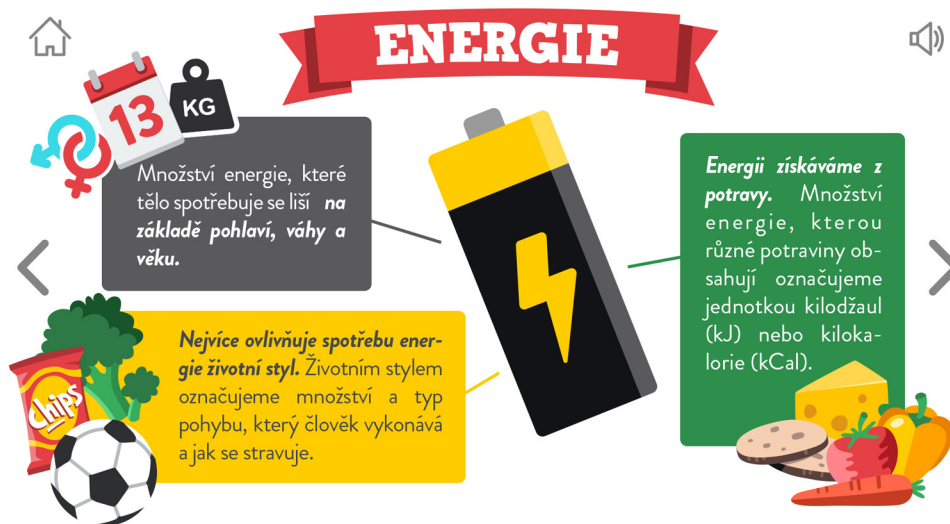 ENERGIE
13
KG
Množství energie, které
tělo spotřebuje se liší na
základě pohlaví, váhy a
věku.
Energii získáváme z
potravy. Množství
energie, kterou
různé potraviny ob-
sahují označujeme
jednotkou kilodžaul
(kJ) nebo kiloka-
lorie (kCal).
Nejvíce ovlivňuje spotřebu ener-
gie životní styl. Životním stylem
označujeme množství a typ
pohybu, který člověk vykonává
a jak se stravuje.
Chips